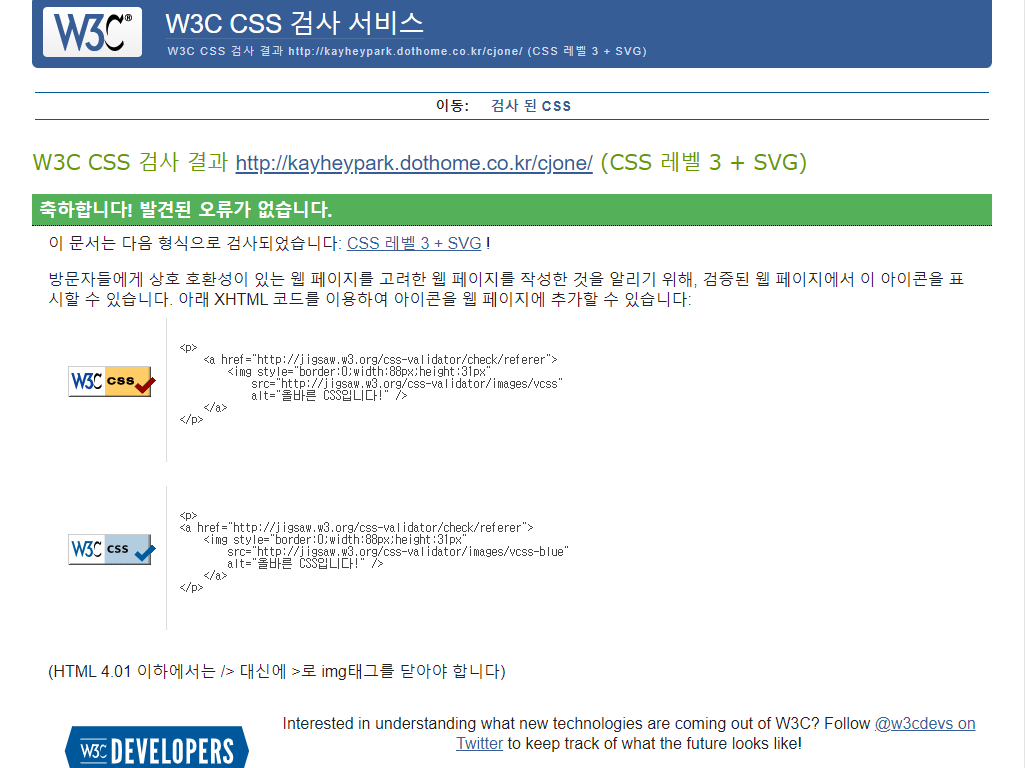 W3C® W3C CSS 검사 서비스
W3C CSS 검사 결과 http://kayheypark.dothome.co.kr/cjone/ (CSS 레벨 3 + SVG)
이동: 검사 된 CSS
W3C CSS 검사 결과 http://kayheypark.dothome.co.kr/cjone/ (CSS 레벨 3 + SVG)
축하합니다! 발견된 오류가 없습니다.
이 문서는 다음 형식으로 검사되었습니다: CSS 레벨 3 + SVG !
방문자들에게 상호 호환성이 있는 웹 페이지를 고려한 웹 페이지를 작성한 것을 알리기 위해, 검증된 웹 페이지에서 이 아이콘을 표
시할 수 있습니다. 아래 XHTML 코드를 이용하여 아이콘을 웹 페이지에 추가할 수 있습니다:
W3C css
<p>
<a href="http://jigsaw.w3.org/css-validator/check/referer">
<img style="border:0;width:88px;height:31px"
src="http://jigsaw.w3.org/css-validator/images/vcss"
alt="올바른 CSS입니다!" />
</a>
</p>
W3C css
<p>
<a href="http://jigsaw.w3.org/css-validator/check/referer">
<img style="border:0;width:88px;height:31px"
src="http://jigsaw.w3.org/css-validator/images/vcss-blue"
alt="올바른 CSS입니다!" />
</a>
</p>
(HTML 4.01 이하에서는 /> 대신에 >로 img태그를 닫아야 합니다)
Interested in understanding what new technologies are coming out of W3C? Follow @w3cdevs on
Twitter to keep track of what the future looks like!
W3C DEVELOPERS